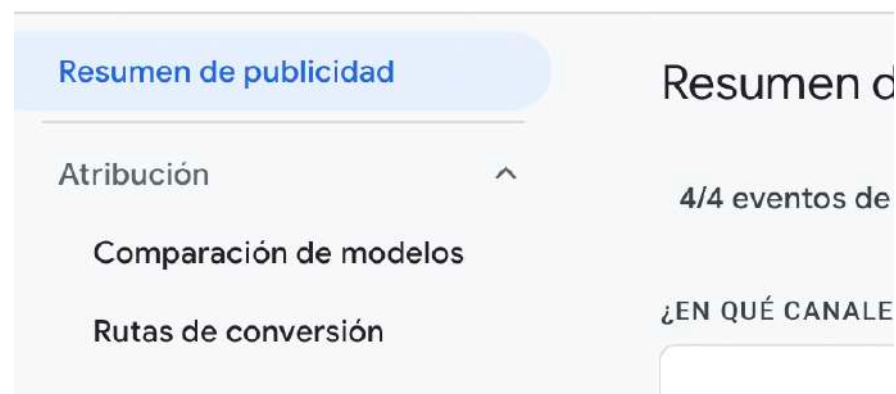 Resumen de publicidad
Atribución
Comparación de modelos
Rutas de conversión
Resumen d
4/4 eventos de
¿EN QUÉ CANALE